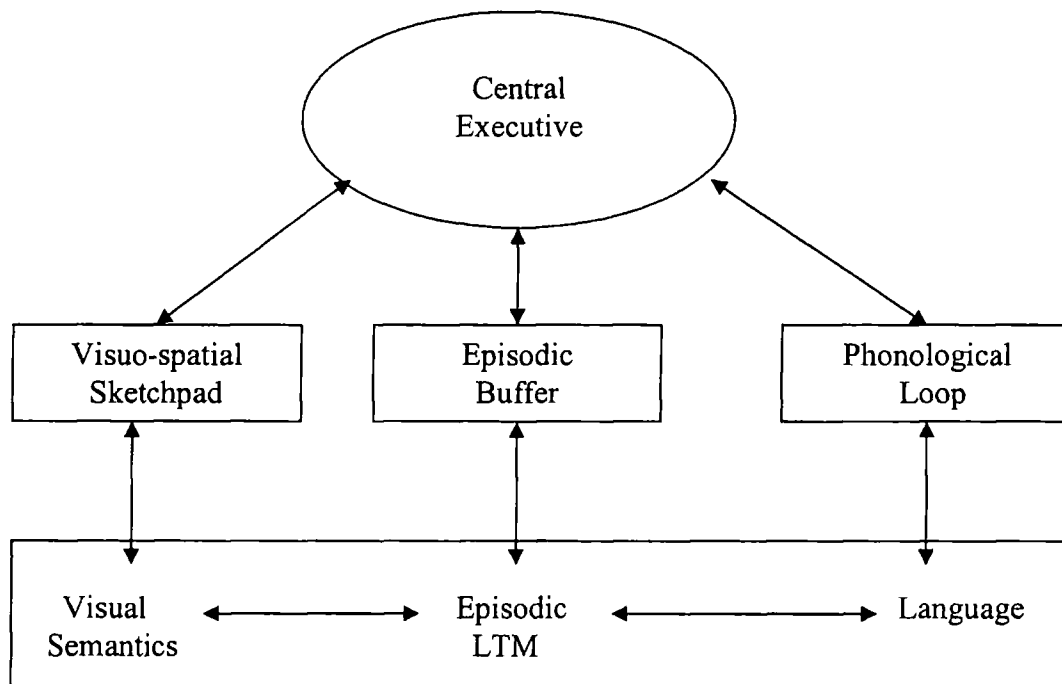 Central
Executive
Visuo-spatial
Sketchpad
Episodic
Buffer
Phonological
Loop
Visual
Semantics
Episodic
LTM
Language